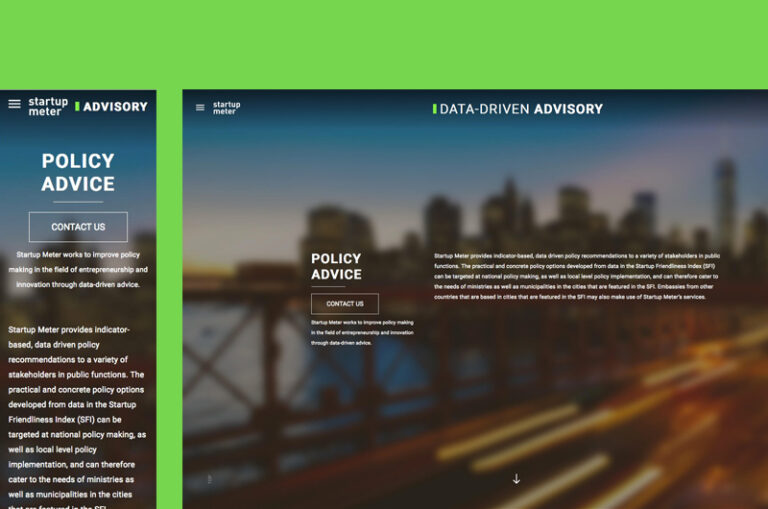 startup
meter
ADVISORY
POLICY
ADVICE
CONTACT US
Startup Meter works to improve policy
making in the field of entrepreneurship and
innovation through data-driven advice.
Startup Meter provides indicator-
based, data driven policy
recommendations to a variety of
stakeholders in public functions. The
practical and concrete policy options
developed from data in the Startup
Friendliness Index (SFI) can be
targeted at national policy making, as
well as local level policy
implementation, and can therefore
cater to the needs of ministries as
well as municipalities in the cities
that are featured in the SFI.
startup
meter
DATA-DRIVEN ADVISORY
POLICY
ADVICE
CONTACT US
Startup Meter works to improve policy making
in the field of entrepreneurship and innovation
through data-driven advice.
Startup Meter provides indicator-based, data driven policy recommendations to a variety of stakeholders in public
functions. The practical and concrete policy options developed from data in the Startup Friendliness Index (SFI)
can be targeted at national policy making, as well as local level policy implementation, and can therefore cater to
the needs of ministries as well as municipalities in the cities that are featured in the SFI. Embassies from other
countries that are based in cities that are featured in the SFI may also make use of Startup Meter's services.